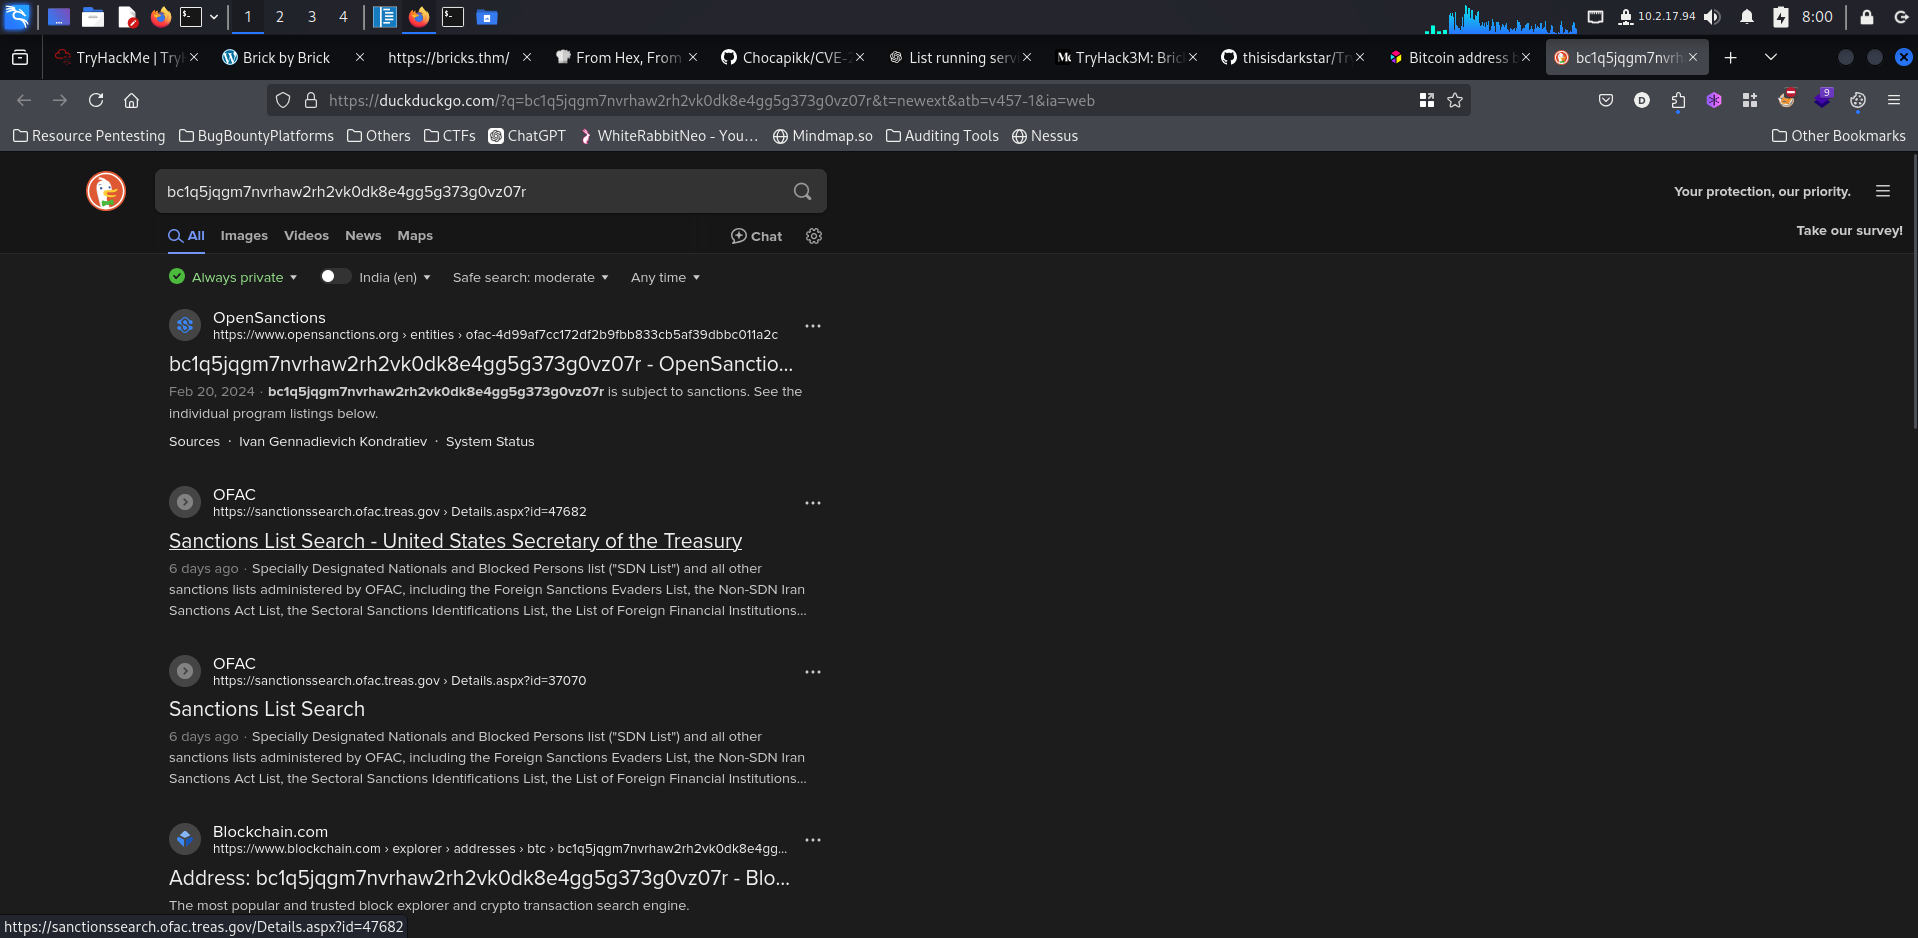 1 2 3 4 10.2.17.94 8:00
TryHackMe | Try Brick by Brick https://bricks.thm/ From Hex, From Chocapikk/CVE-2 List running serv TryHack3M: Bric thisisdarkstar/Tr Bitcoin address b bc1q5jqgm7nvrh
https://duckduckgo.com/?q=bc1q5jqgm7nvrhaw2rh2vk0dk8e4gg5g373g0vz07r&t=newext&atb=v457-1&ia=web 9
Resource Pentesting BugBountyPlatforms Others CTFs ChatGPT WhiteRabbitNeo - You… Mindmap.so Auditing Tools Nessus Other Bookmarks
bc1q5jqgm7nvrhaw2rh2vk0dk8e4gg5g373g0vz07r Your protection, our priority.
All Images Videos News Maps Chat Take our survey!
Always private India (en) Safe search: moderate Any time
OpenSanctions
https://www.opensanctions.org › entities › ofac-4d99af7cc172df2b9fbb833cb5af39dbbc011a2c
bc1q5jqgm7nvrhaw2rh2vk0dk8e4gg5g373g0vz07r - OpenSanctio...
Feb 20, 2024 · bc1q5jqgm7nvrhaw2rh2vk0dk8e4gg5g373g0vz07r is subject to sanctions. See the
individual program listings below.
Sources · Ivan Gennadievich Kondratiev · System Status
OFAC
https://sanctionssearch.ofac.treas.gov › Details.aspx?id=47682
Sanctions List Search - United States Secretary of the Treasury
6 days ago · Specially Designated Nationals and Blocked Persons list ("SDN List") and all other
sanctions lists administered by OFAC, including the Foreign Sanctions Evaders List, the Non-SDN Iran
Sanctions Act List, the Sectoral Sanctions Identifications List, the List of Foreign Financial Institutions...
OFAC
https://sanctionssearch.ofac.treas.gov › Details.aspx?id=37070
Sanctions List Search
6 days ago · Specially Designated Nationals and Blocked Persons list ("SDN List") and all other
sanctions lists administered by OFAC, including the Foreign Sanctions Evaders List, the Non-SDN Iran
Sanctions Act List, the Sectoral Sanctions Identifications List, the List of Foreign Financial Institutions...
Blockchain.com
https://www.blockchain.com › explorer › addresses › btc › bc1q5jqgm7nvrhaw2rh2vk0dk8e4gg...
Address: bc1q5jqgm7nvrhaw2rh2vk0dk8e4gg5g373g0vz07r - Blo...
The most popular and trusted block explorer and crypto transaction search engine.
https://sanctionssearch.ofac.treas.gov/Details.aspx?id=47682